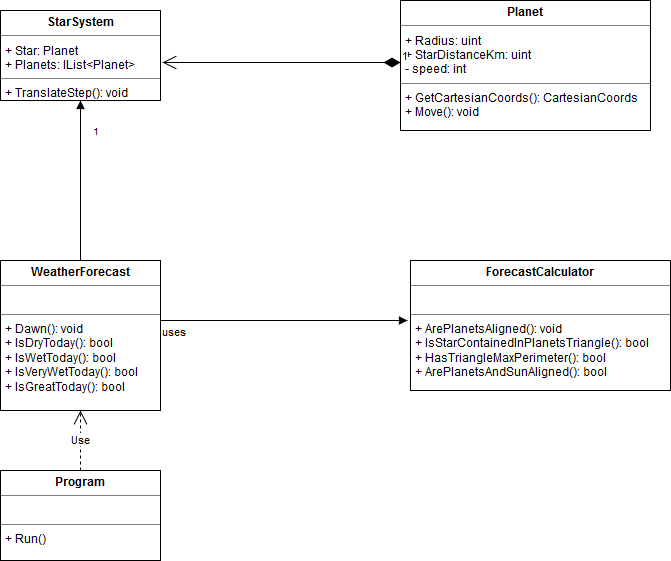 StarSystem
+ Star: Planet
+ Planets: IList<Planet>
+ TranslateStep(): void
Planet
+ Radius: uint
+ StarDistanceKm: uint
- speed: int
+ GetCartesianCoords(): CartesianCoords
+ Move(): void
1
1
WeatherForecast
+ Dawn(): void
+ IsDryToday(): bool
+ IsWetToday(): bool
+ IsVeryWetToday(): bool
+ IsGreatToday(): bool
uses
ForecastCalculator
+ ArePlanetsAligned(): void
+ IsStarContainedInPlanetsTriangle(): bool
+ HasTriangleMaxPerimeter(): bool
+ ArePlanetsAndSunAligned(): bool
Use
Program
+ Run()